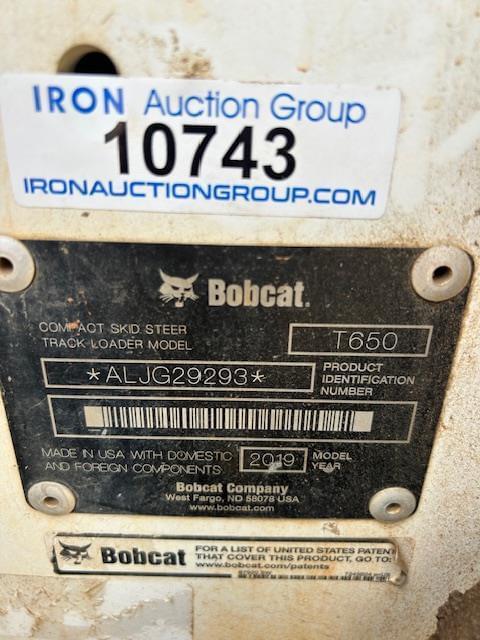 IRON Auction Group
10743
IRONAUCTIONGROUP.COM
Bobcat.
COMPACT SKID STEER
TRACK LOADER MODEL
T650
*ALJG29293*
PRODUCT
IDENTIFICATION
NUMBER
MADE IN USA WITH DOMESTIC
AND FOREIGN COMPONENTS
2019
MODEL
YEAR
Bobcat Company
West Fargo, ND 58078 USA
www.bobcat.com
Bobcat
FOR A LIST OF UNITED STATES PATENT
THAT COVER THIS PRODUCT, GO TO:
www.bobcat.com/patents